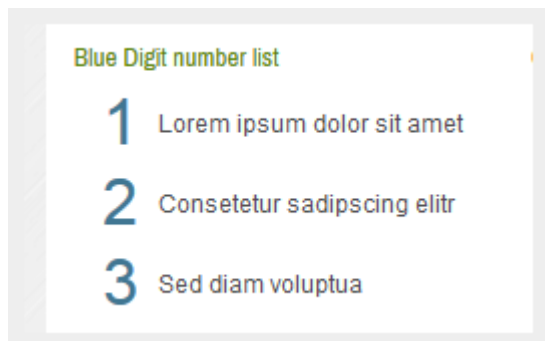 Blue Digit number list
1 Lorem ipsum dolor sit amet
2 Consetetur sadipscing elitr
3 Sed diam voluptua